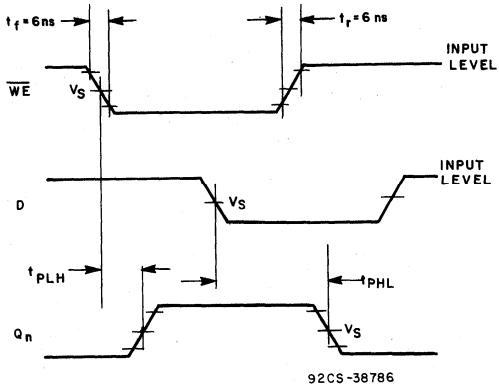 tf = 6ns
tr = 6 ns
INPUT
LEVEL
WE
VS
INPUT
LEVEL
D
VS
tPLH
tPHL
Qn
VS
92CS-38786